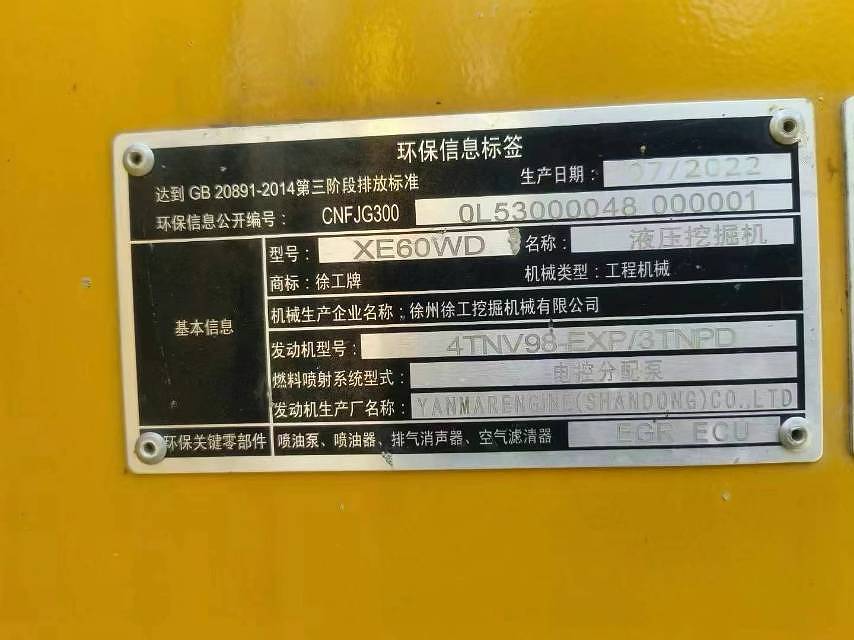 环保信息标签
达到 GB 20891-2014第三阶段排放标准 生产日期： 07/2022
环保信息公开编号： CNFJG300 0L53000048 000001
基本信息
型号： XE60WD 名称： 液压挖掘机
商标：徐工牌 机械类型：工程机械
机械生产企业名称：徐州徐工挖掘机械有限公司
发动机型号： 4TNV98-EXP/3TNPD
燃料喷射系统型式： 电控分配泵
发动机生产厂名称： YANMARENGINE(SHANDONG)CO.,LTD
环保关键零部件 喷油泵、喷油器、排气消声器、空气滤清器 EGR ECU